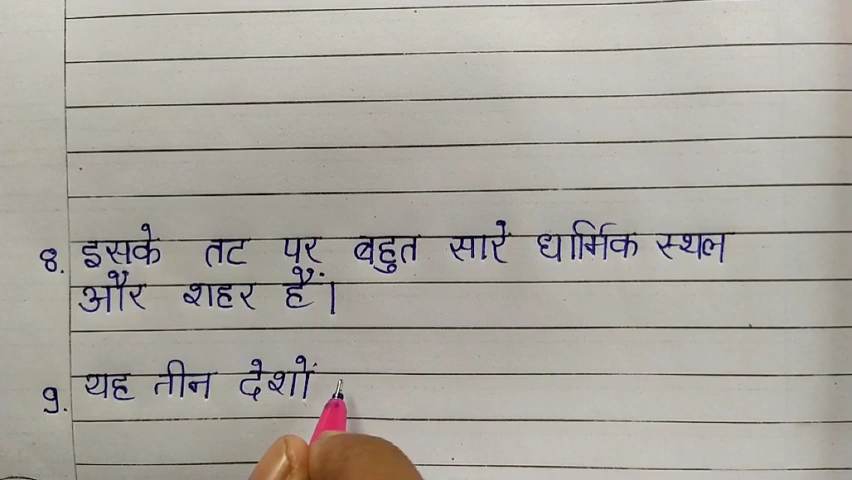 8. इसके तट पर बहुत सारे धार्मिक स्थल
और शहर हैं।
9. यह तीन देशों